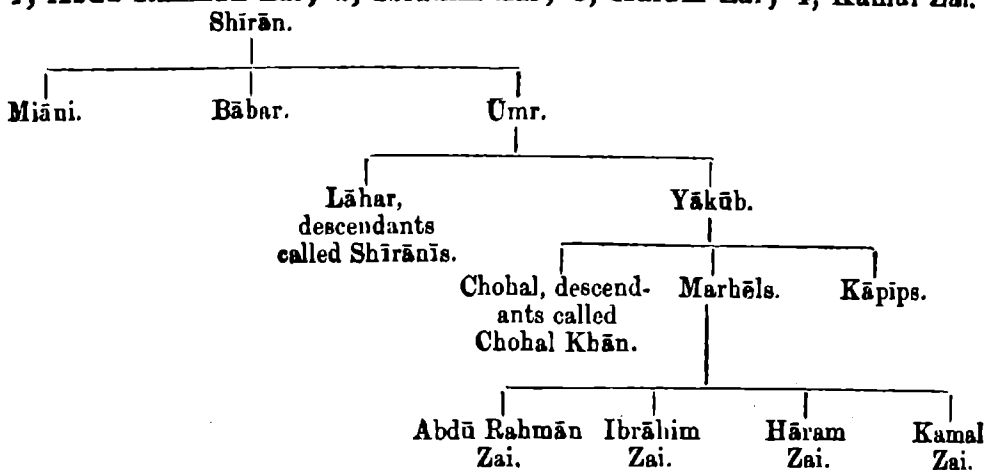 Shīrān.
Miāni. Bābar. Umr.
Lāhar, Yākūb.
descendants
called Shīrānīs.
Chohal, descend- Marhēls. Kāpīps.
ants called
Chohal Khān.
Abdū Rahmān Ibrāhim Hāram Kamal
Zai. Zai. Zai. Zai.